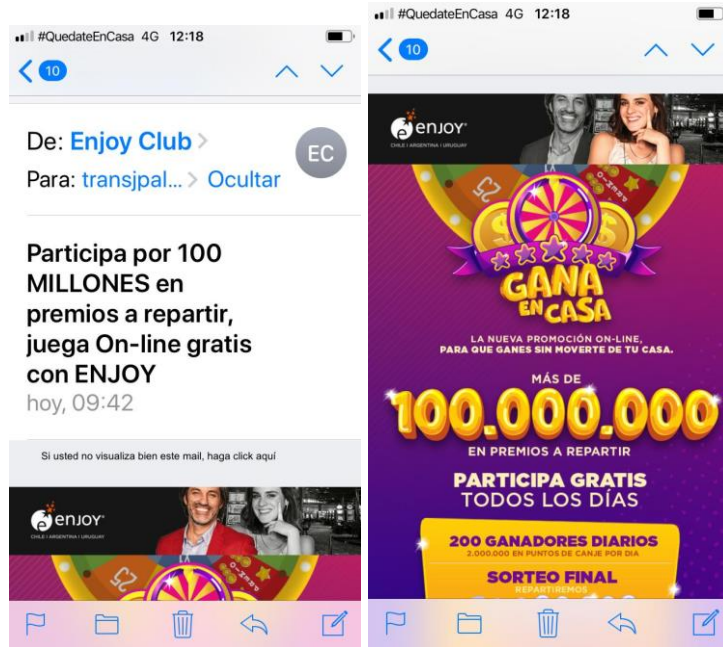 #QuedateEnCasa 4G 12:18
10
De: Enjoy Club
EC
Para: transjpal... Ocultar
Participa por 100
MILLONES en
premios a repartir,
juega On-line gratis
con ENJOY
hoy, 09:42
Si usted no visualiza bien este mail, haga click aquí
enjoy
CHILE | ARGENTINA | URUGUAY
25
#QuedateEnCasa 4G 12:18
10
enjoy
CHILE | ARGENTINA | URUGUAY
25
GANA
EN CASA
LA NUEVA PROMOCIÓN ON-LINE,
PARA QUE GANES SIN MOVERTE DE TU CASA.
MÁS DE
100.000.000
EN PREMIOS A REPARTIR
PARTICIPA GRATIS
TODOS LOS DÍAS
200 GANADORES DIARIOS
2.000.000 EN PUNTOS DE CANJE POR DIA
SORTEO FINAL
REPARTIREMOS